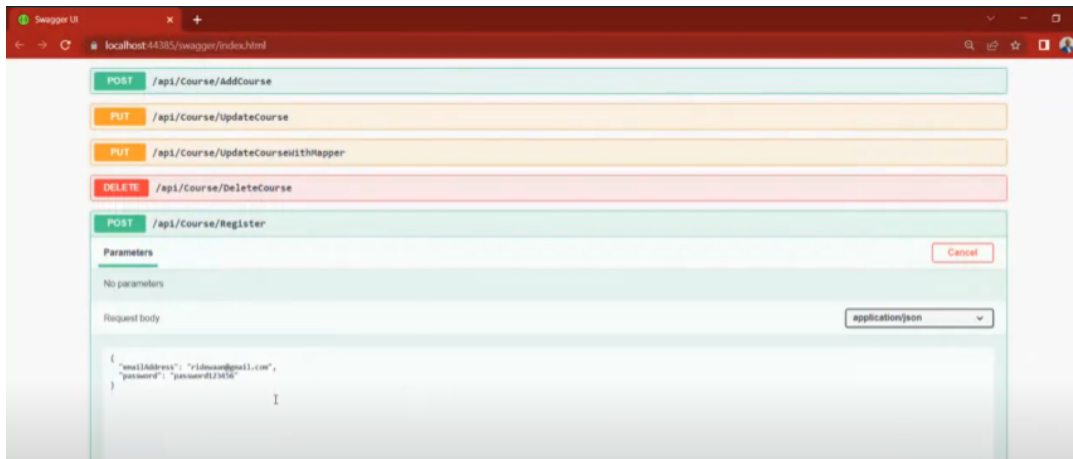 Swagger UI
localhost:44385/swagger/index.html
POST /api/Course/AddCourse
PUT /api/Course/UpdateCourse
PUT /api/Course/UpdateCourseWithMapper
DELETE /api/Course/DeleteCourse
POST /api/Course/Register
Parameters
Cancel
No parameters
Request body
application/json
{
"emailAddress": "ridewaan@gmail.com",
"password": "password123456"
}